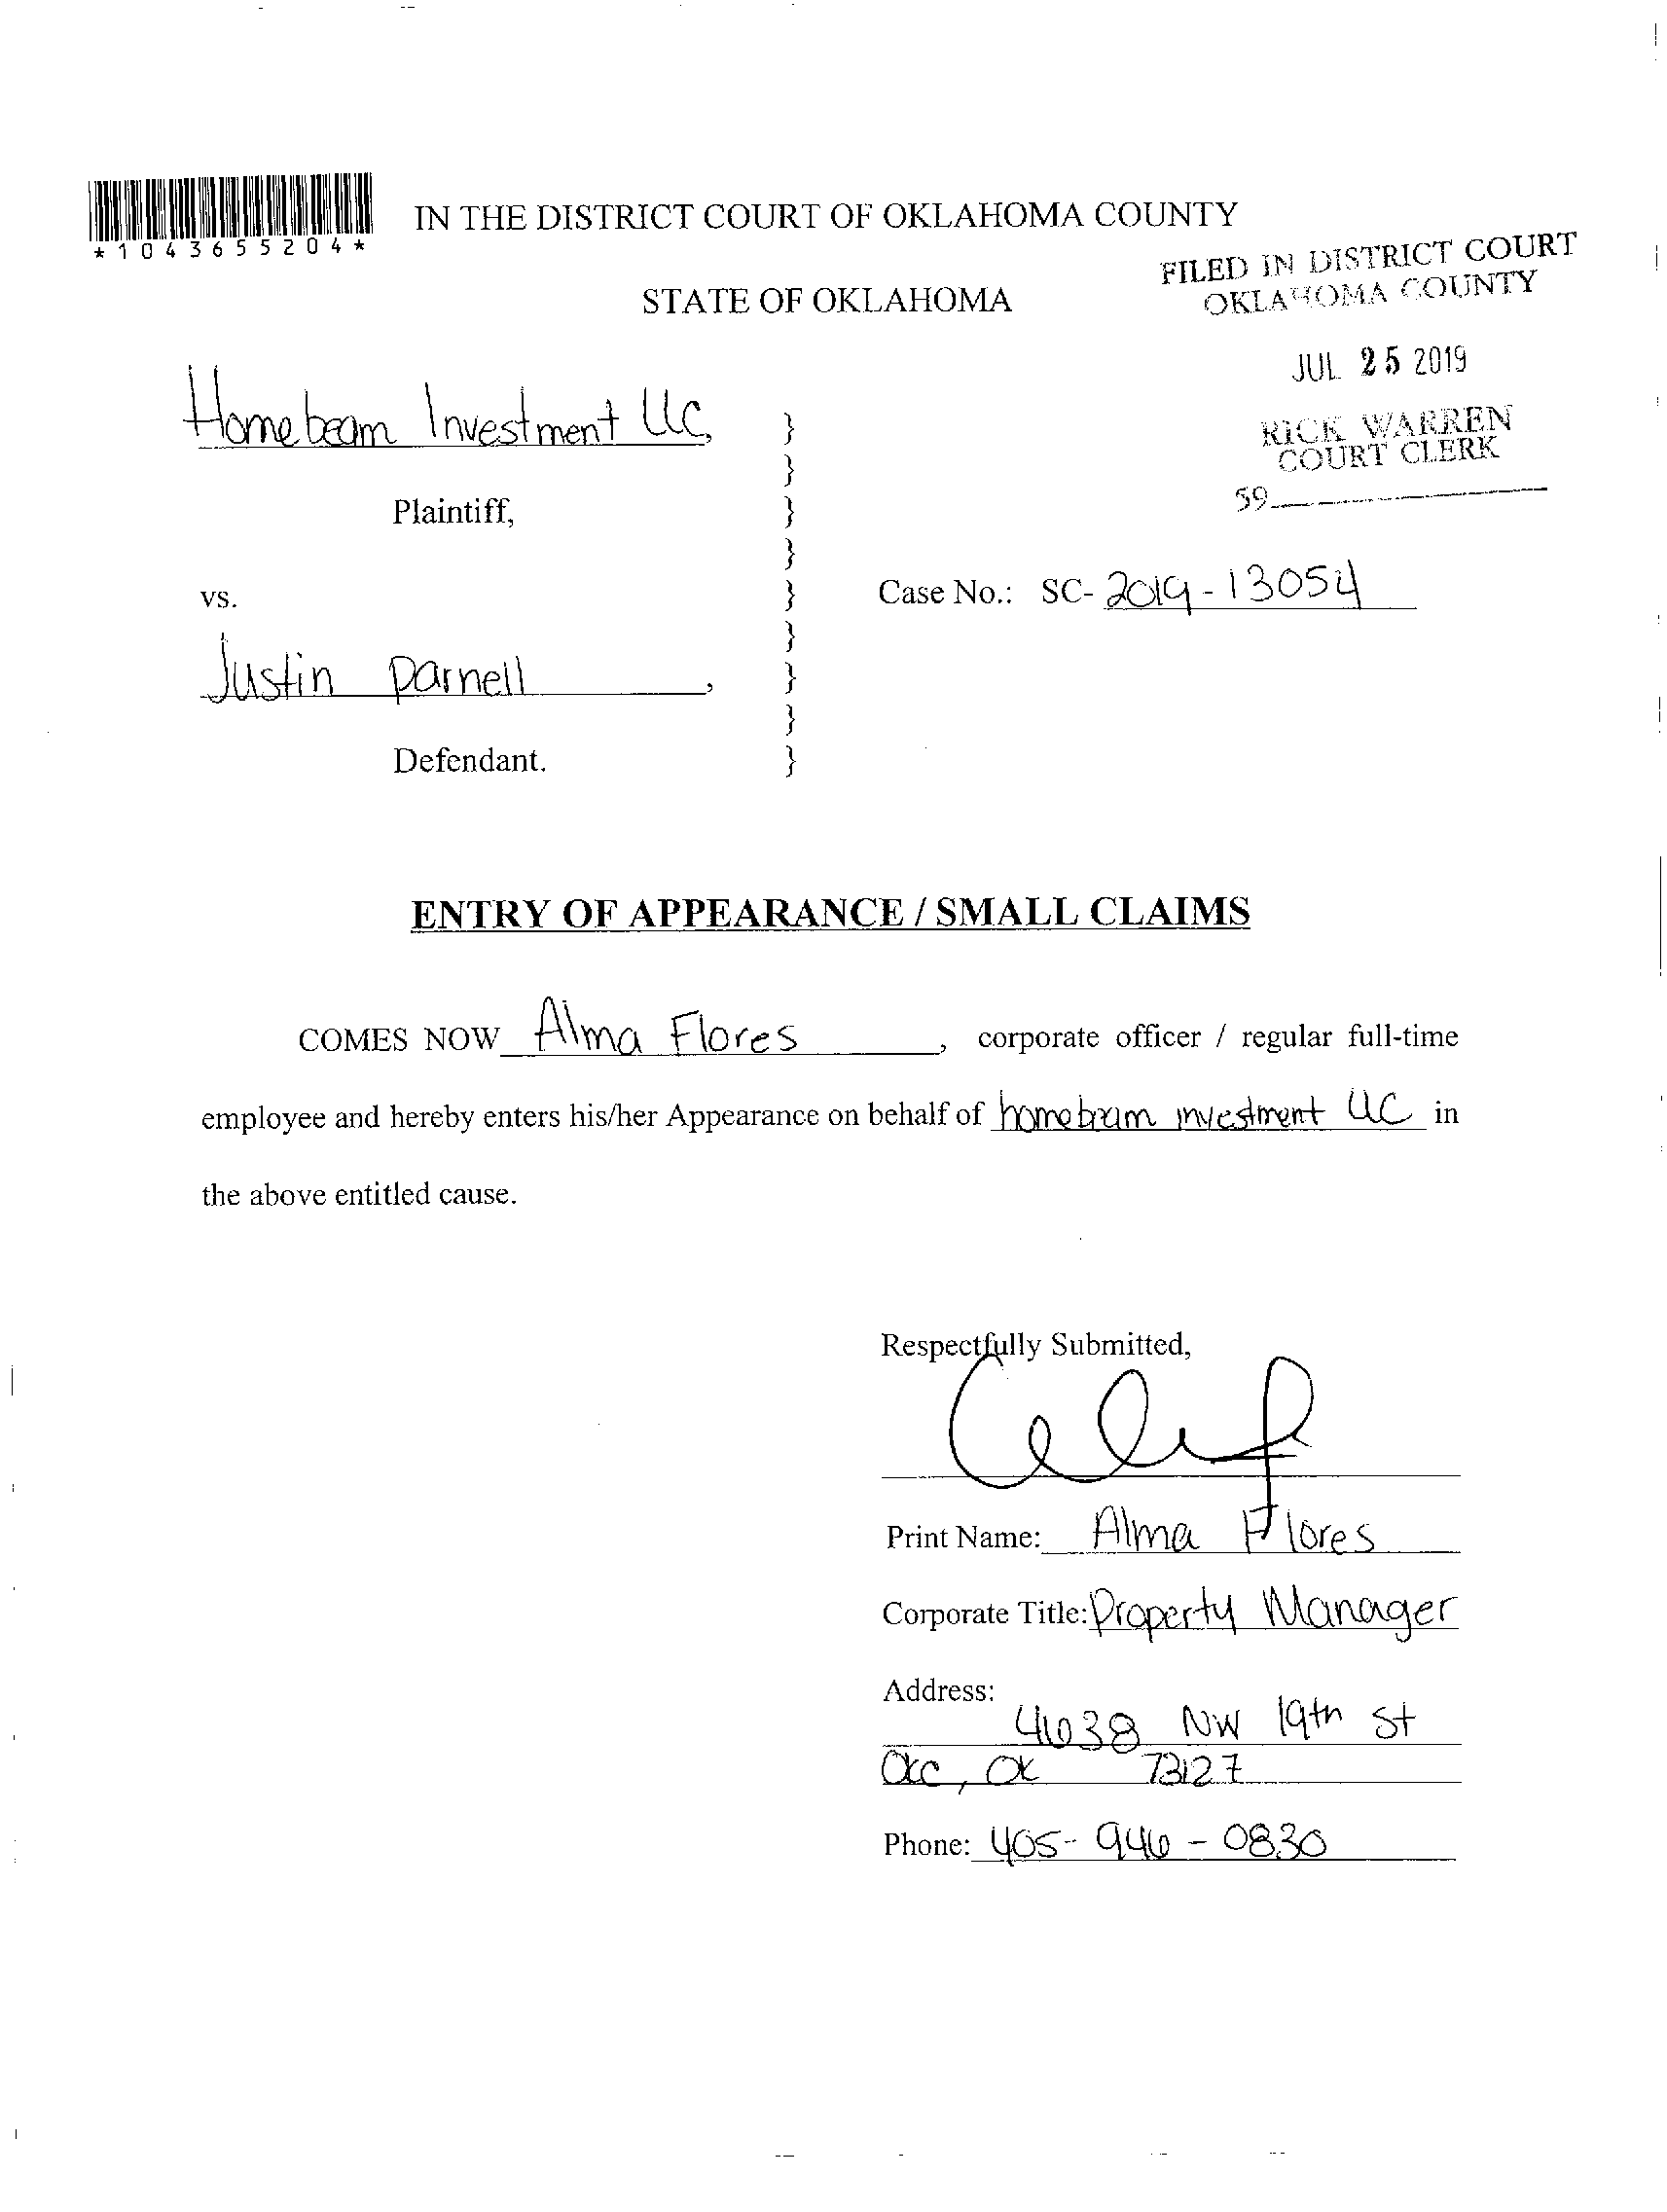 *1043655204*
IN THE DISTRICT COURT OF OKLAHOMA COUNTY
STATE OF OKLAHOMA
FILED IN DISTRICT COURT
OKLAHOMA COUNTY
JUL 25 2019
RICK WARREN
COURT CLERK
59
Homebeam Investment LLC,
Plaintiff,
vs.
Case No.: SC- 2019-13054
Justin Parnell,
Defendant.
}
}
}
}
}
}
}
}
}
ENTRY OF APPEARANCE / SMALL CLAIMS
COMES NOW Alma Flores, corporate officer / regular full-time
employee and hereby enters his/her Appearance on behalf of homebeam investment LLC in
the above entitled cause.
Respectfully Submitted,
Print Name: Alma Flores
Corporate Title: Property Manager
Address:
4638 NW 19th St
OKC, OK 73127
Phone: 405-946-0830